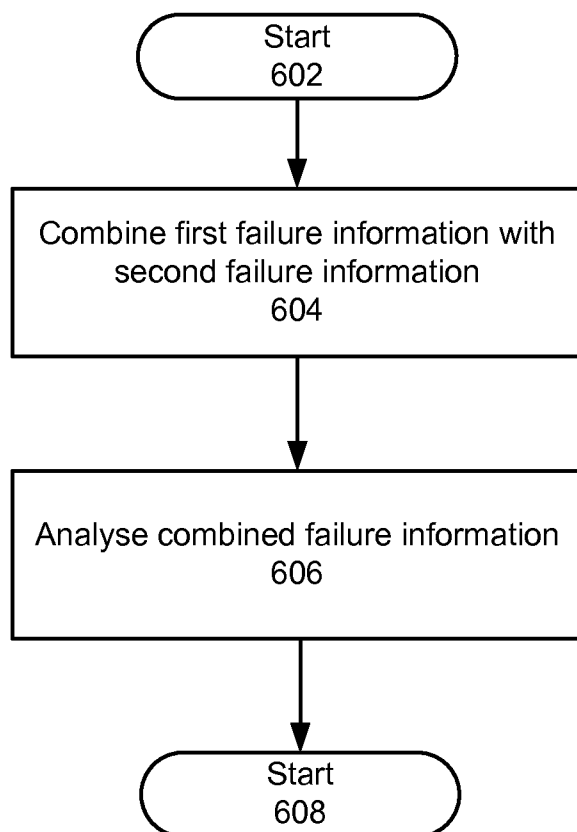 Start
602
Combine first failure information with
second failure information
604
Analyse combined failure information
606
Start
608